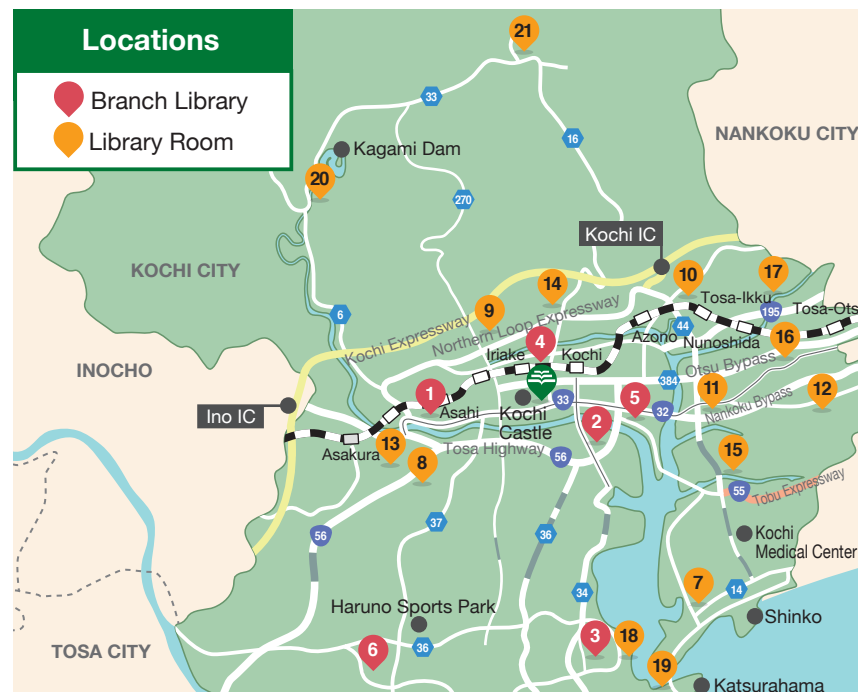 Locations
Branch Library
Library Room
21
33
16
NANKOKU CITY
Kagami Dam
20
270
Kochi IC
KOCHI CITY
10
17
14
Tosa-Ikku
Tosa-Ots
9
6
Kochi Expressway
Northern Loop Expressway
195
44
Azono
Nunoshida
16
4
Iriake
Kochi
INOCHO
Otsu Bypass
384
1
Asahi
Kochi
Castle
33
5
32
11
12
Nankoku Bypass
Ino IC
2
13
Asakura
8
Tosa Highway
56
15
55
Tobu Expressway
56
37
36
Kochi
Medical Center
34
7
14
Haruno Sports Park
Shinko
36
6
3
18
TOSA CITY
19
Katsurahama